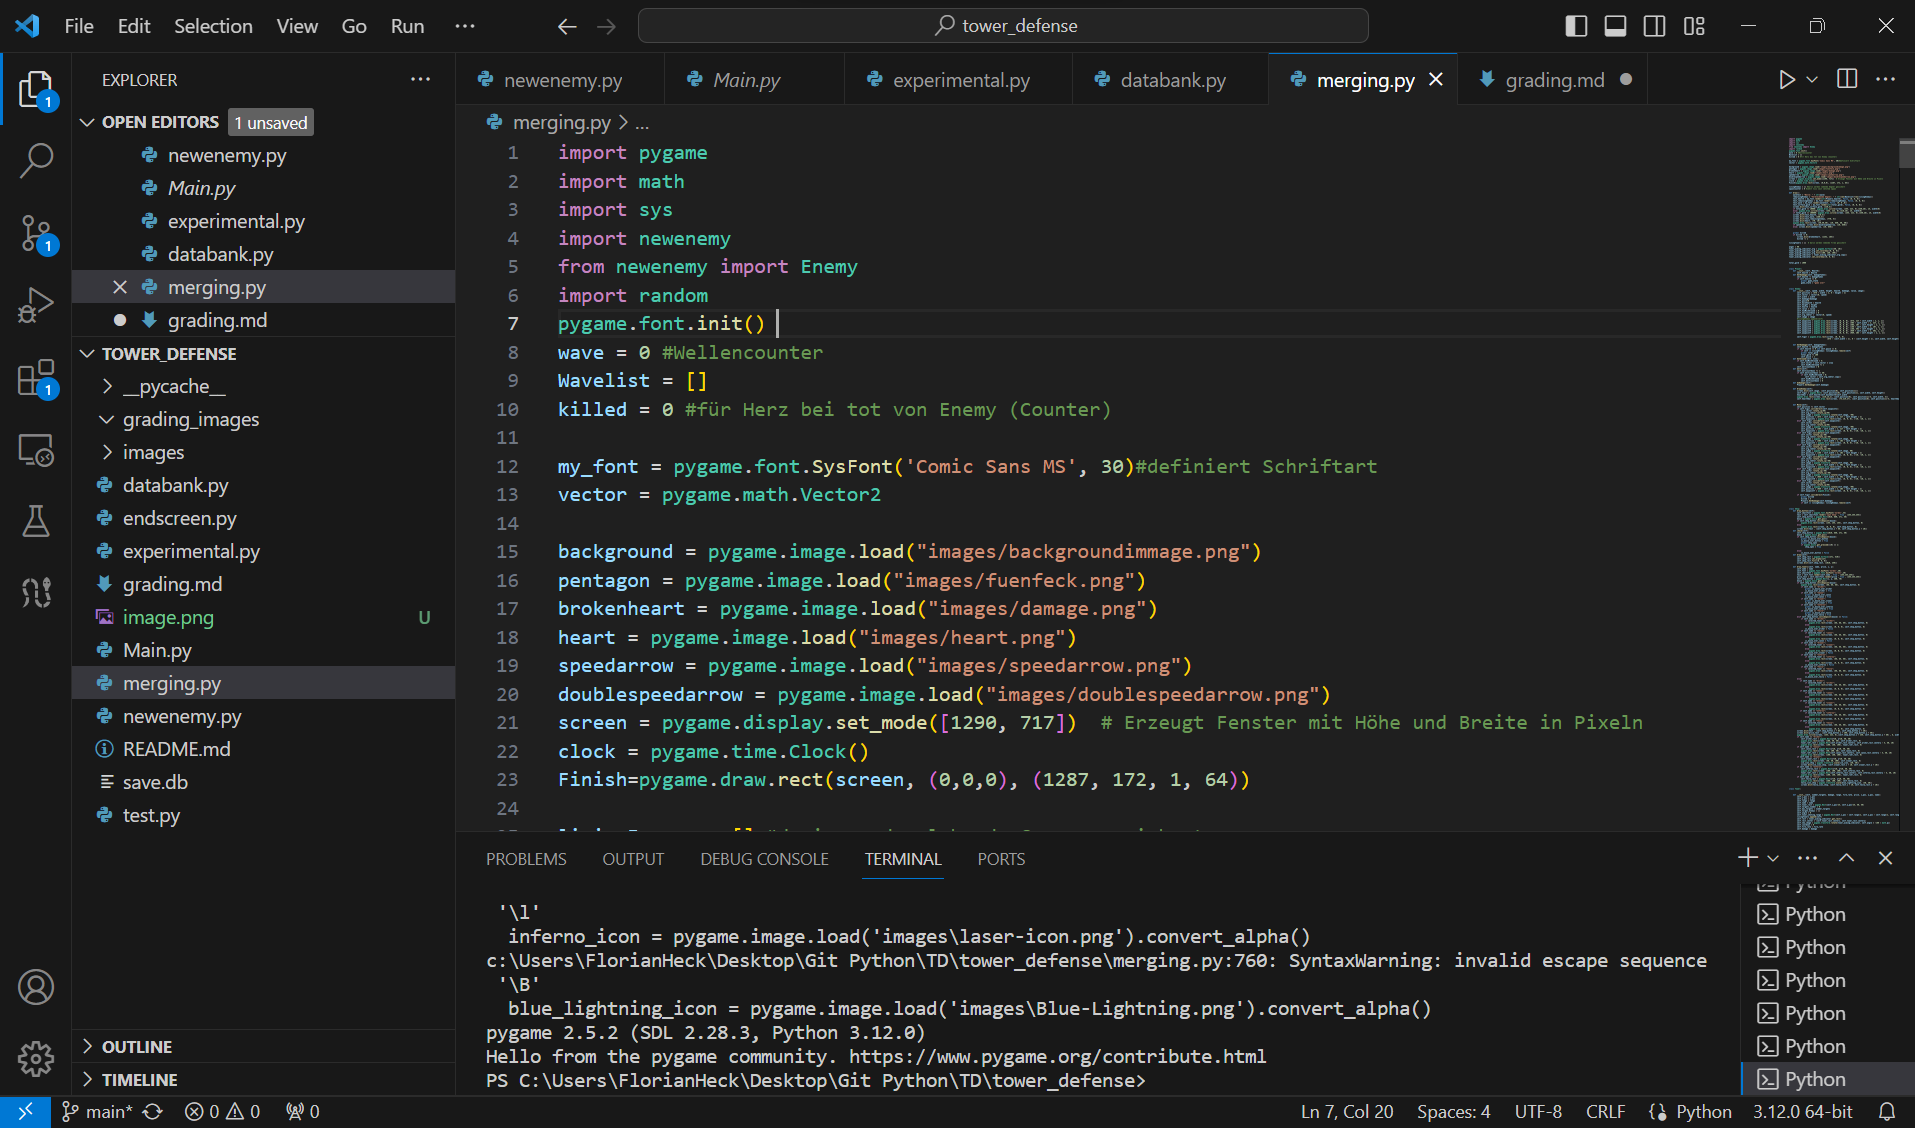 File Edit Selection View Go Run ···
tower_defense
EXPLORER
OPEN EDITORS 1 unsaved
newenemy.py
Main.py
experimental.py
databank.py
merging.py
grading.md
TOWER_DEFENSE
__pycache__
grading_images
images
databank.py
endscreen.py
experimental.py
grading.md
image.png U
Main.py
merging.py
newenemy.py
README.md
save.db
test.py
OUTLINE
TIMELINE
1
1
1
newenemy.py Main.py experimental.py databank.py merging.py grading.md
merging.py > ...
1 import pygame
2 import math
3 import sys
4 import newenemy
5 from newenemy import Enemy
6 import random
7 pygame.font.init()
8 wave = 0 #Wellencounter
9 Wavelist = []
10 killed = 0 #für Herz bei tot von Enemy (Counter)
11
12 my_font = pygame.font.SysFont('Comic Sans MS', 30)#definiert Schriftart
13 vector = pygame.math.Vector2
14
15 background = pygame.image.load("images/backgroundimmage.png")
16 pentagon = pygame.image.load("images/fuenfeck.png")
17 brokenheart = pygame.image.load("images/damage.png")
18 heart = pygame.image.load("images/heart.png")
19 speedarrow = pygame.image.load("images/speedarrow.png")
20 doublespeedarrow = pygame.image.load("images/doublespeedarrow.png")
21 screen = pygame.display.set_mode([1290, 717])  # Erzeugt Fenster mit Höhe und Breite in Pixeln
22 clock = pygame.time.Clock()
23 Finish=pygame.draw.rect(screen, (0,0,0), (1287, 172, 1, 64))
24
PROBLEMS OUTPUT DEBUG CONSOLE TERMINAL PORTS
'\l'
inferno_icon = pygame.image.load('images\laser-icon.png').convert_alpha()
c:\Users\FlorianHeck\Desktop\Git Python\TD\tower_defense\merging.py:760: SyntaxWarning: invalid escape sequence
'\B'
blue_lightning_icon = pygame.image.load('images\Blue-Lightning.png').convert_alpha()
pygame 2.5.2 (SDL 2.28.3, Python 3.12.0)
Hello from the pygame community. https://www.pygame.org/contribute.html
PS C:\Users\FlorianHeck\Desktop\Git Python\TD\tower_defense>
Python
Python
Python
Python
Python
Python
main* 0 0 0 Ln 7, Col 20 Spaces: 4 UTF-8 CRLF Python 3.12.0 64-bit